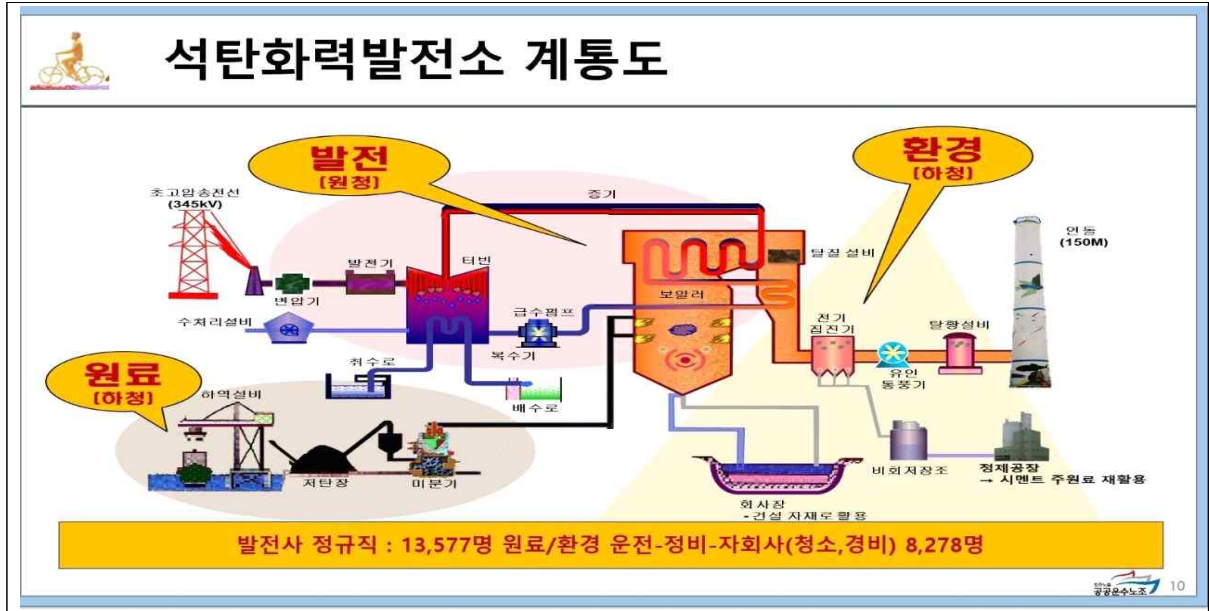 석탄화력발전소 계통도
발전
(원청)
환경
(하청)
초고압송전선
(345kV)
증기
연돌
(150M)
탈질설비
발전기
터빈
변압기
보일러
급수펌프
수처리설비
전기
집진기
탈황설비
복수기
취수로
유인
동풍기
원료
(하청)
하역설비
배수로
저탄장
미분기
비회저장조
정제공장
→ 시멘트 주원료 재활용
회사장
-건설 자재로활용
발전사 정규직 : 13,577명 원료/환경 운전-정비-자회사(청소,경비) 8,278명
민주노총
공공운수노조
10